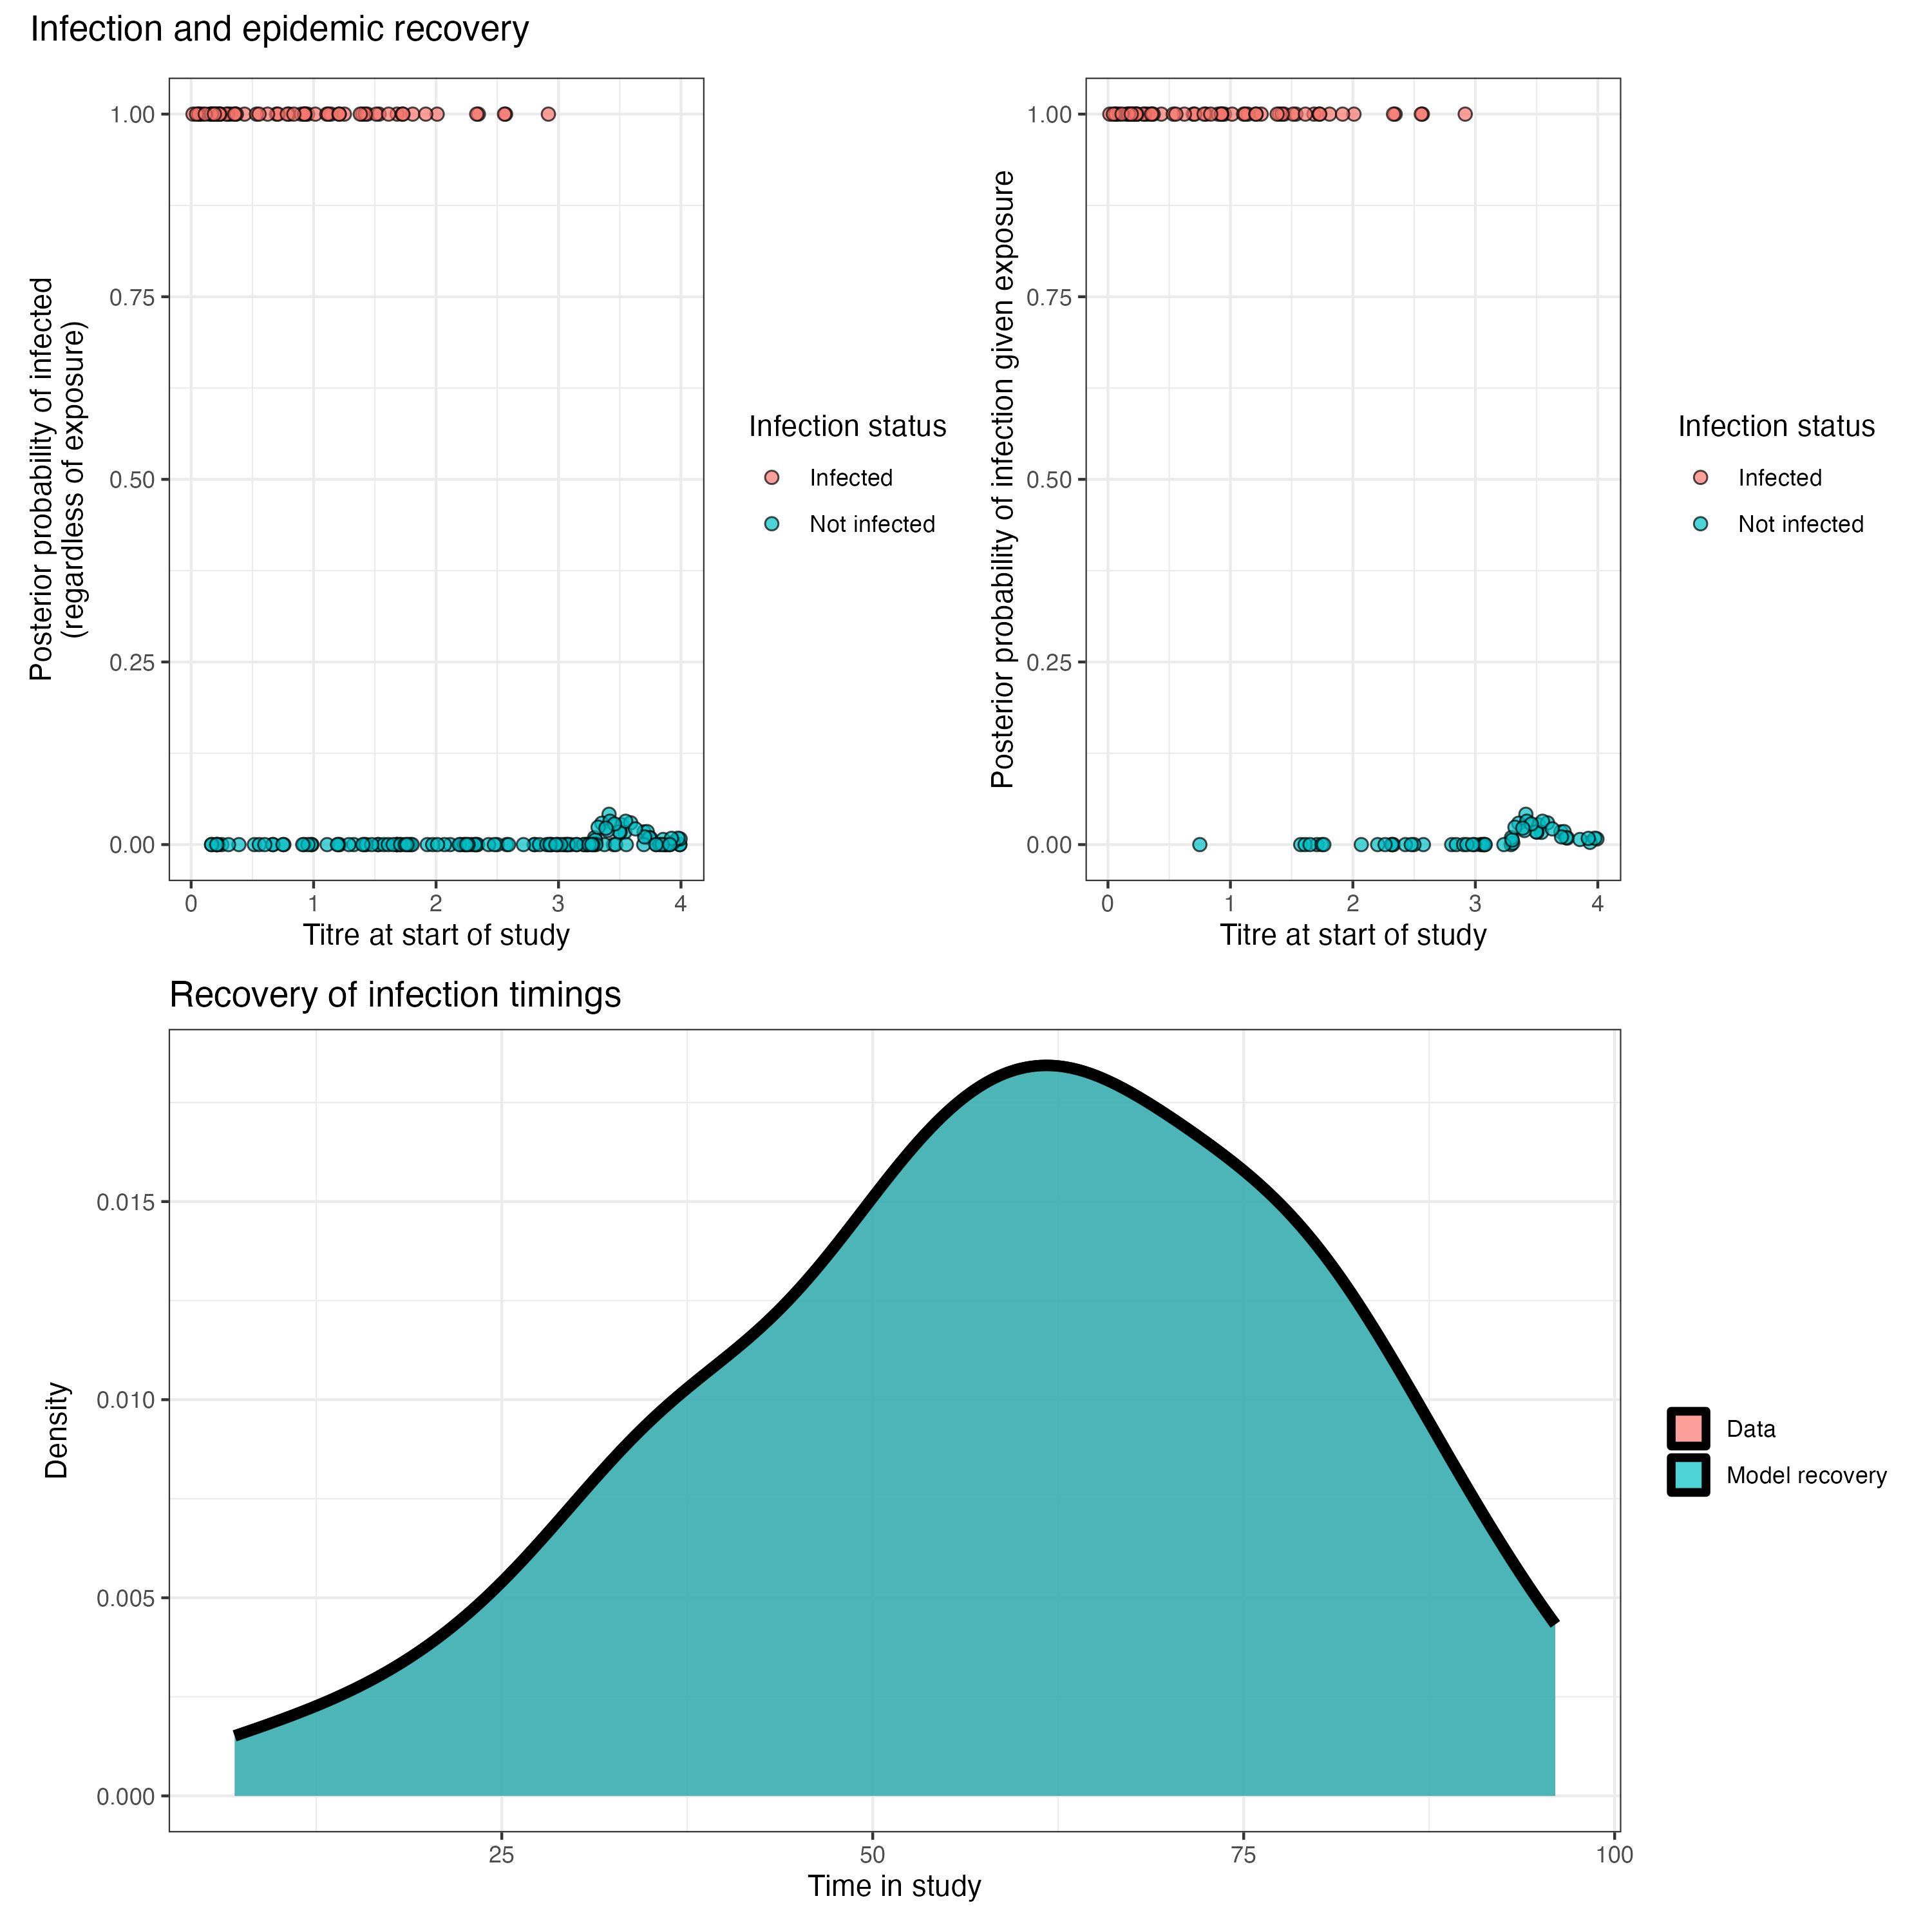 Infection and epidemic recovery
Posterior probability of infected
(regardless of exposure)
1.00
0.75
0.50
0.25
0.00
0 1 2 3 4
Titre at start of study
Infection status
Infected
Not infected
Posterior probability of infection given exposure
1.00
0.75
0.50
0.25
0.00
0 1 2 3 4
Titre at start of study
Infection status
Infected
Not infected
Recovery of infection timings
Density
0.015
0.010
0.005
0.000
25 50 75 100
Time in study
Data
Model recovery